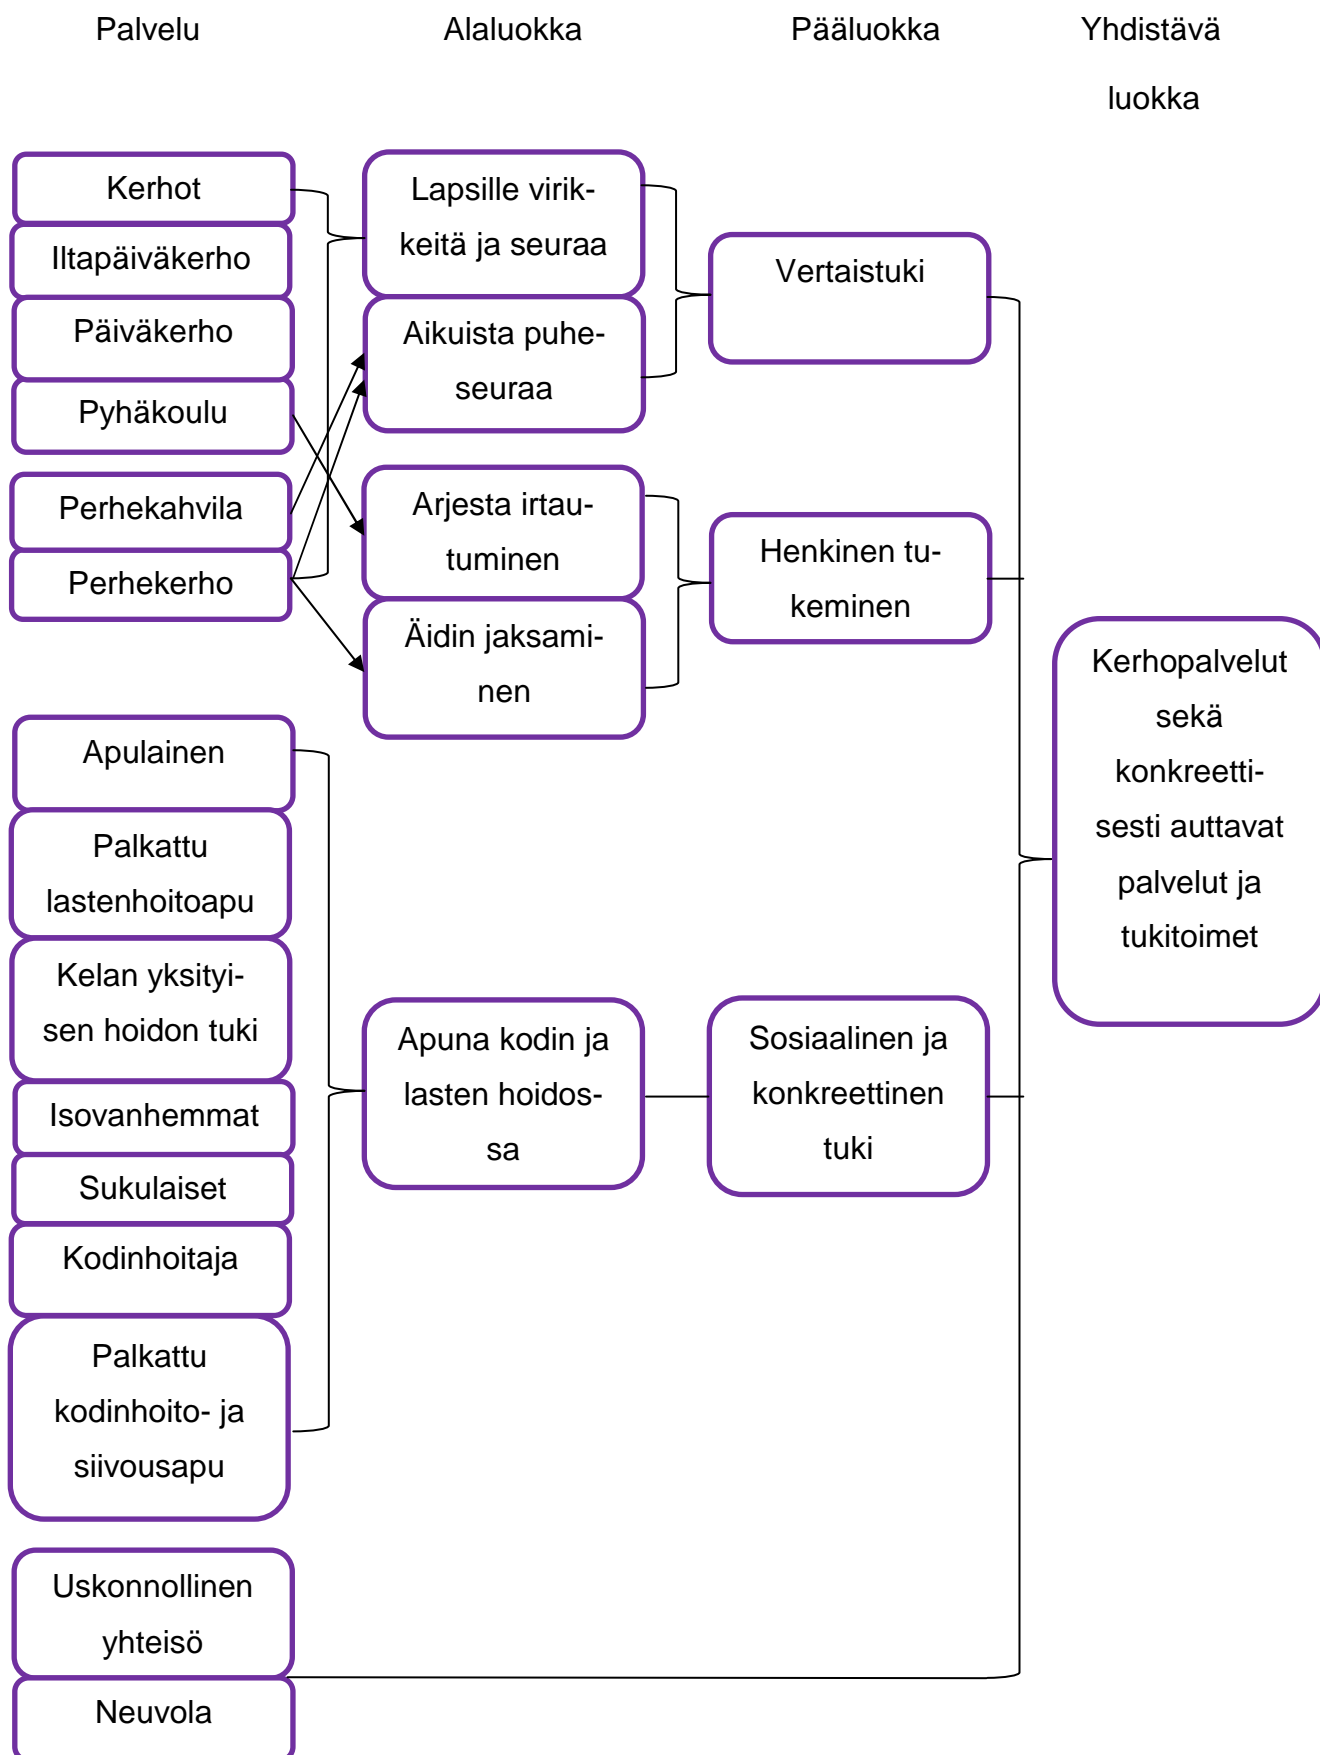 Palvelu
Alaluokka
Pääluokka
Yhdistävä
luokka
Kerhot
Iltapäiväkerho
Päiväkerho
Pyhäkoulu
Perhekahvila
Perhekerho
Apulainen
Palkattu
lastenhoitoapu
Kelan yksityi-
sen hoidon tuki
Isovanhemmat
Sukulaiset
Kodinhoitaja
Palkattu
kodinhoito- ja
siivousapu
Uskonnollinen
yhteisö
Neuvola
Lapsille virik-
keitä ja seuraa
Aikuista puhe-
seuraa
Arjesta irtau-
tuminen
Äidin jaksami-
nen
Apuna kodin ja
lasten hoidos-
sa
Vertaistuki
Henkinen tu-
keminen
Sosiaalinen ja
konkreettinen
tuki
Kerhopalvelut
sekä
konkreetti-
sesti auttavat
palvelut ja
tukitoimet